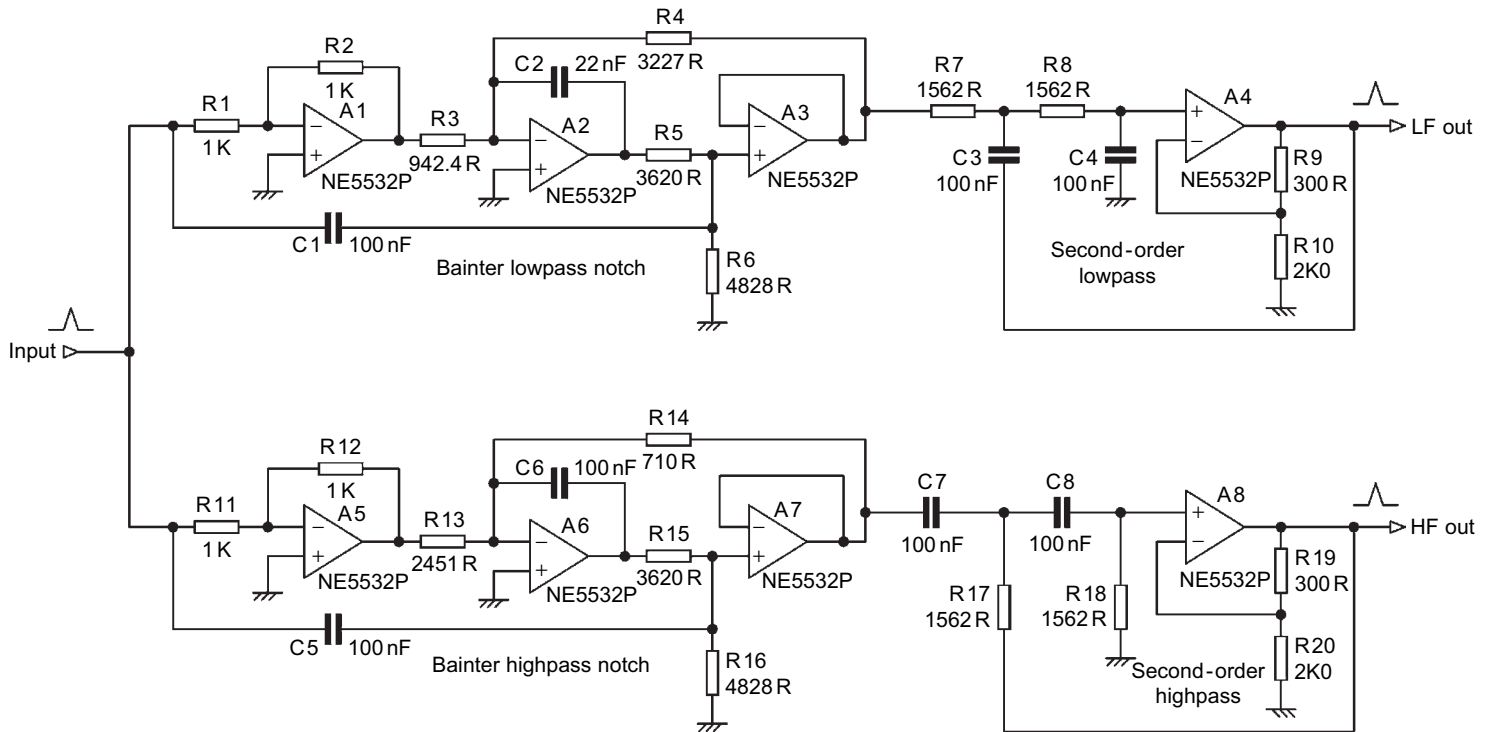 R4
3227 R
R2
1K
C2
22 nF
R7
1562 R
R8
1562 R
R1
1K
A1
NE5532P
R3
942.4 R
A2
NE5532P
R5
3620 R
A3
NE5532P
A4
NE5532P
LF out
C3
100 nF
C4
100 nF
R9
300 R
C1
100 nF
Bainter lowpass notch
R6
4828 R
Second-order
lowpass
R10
2K0
Input
R14
710 R
R12
1K
C6
100 nF
C7
100 nF
C8
100 nF
R11
1K
A5
NE5532P
R13
2451 R
A6
NE5532P
R15
3620 R
A7
NE5532P
A8
NE5532P
HF out
R17
1562 R
R18
1562 R
R19
300 R
C5
100 nF
Bainter highpass notch
R16
4828 R
Second-order
highpass
R20
2K0